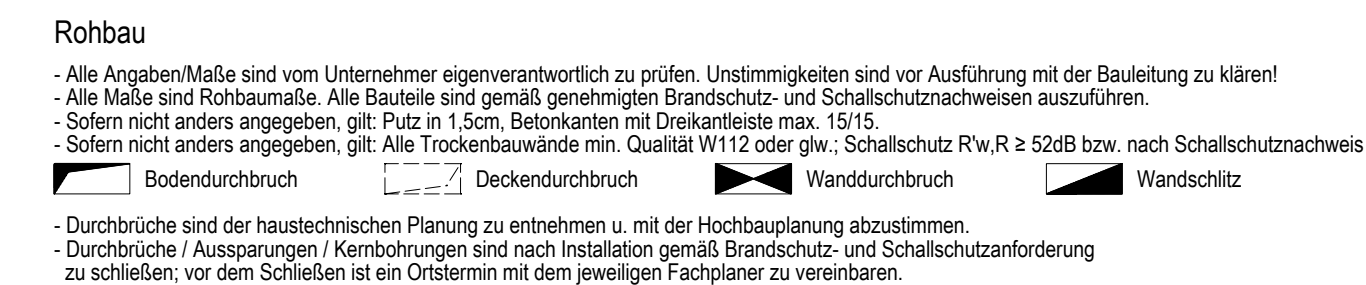 Rohbau
- Alle Angaben/Maße sind vom Unternehmer eigenverantwortlich zu prüfen. Unstimmigkeiten sind vor Ausführung mit der Bauleitung zu klären!
- Alle Maße sind Rohbaumaße. Alle Bauteile sind gemäß genehmigten Brandschutz- und Schallschutznachweisen auszuführen.
- Sofern nicht anders angegeben, gilt: Putz in 1,5cm, Betonkanten mit Dreikantleiste max. 15/15.
- Sofern nicht anders angegeben, gilt: Alle Trockenbauwände min. Qualität W112 oder glw.; Schallschutz R'w,R ≥ 52dB bzw. nach Schallschutznachweis
Bodendurchbruch Deckendurchbruch Wanddurchbruch Wandschlitz
- Durchbrüche sind der haustechnischen Planung zu entnehmen u. mit der Hochbauplanung abzustimmen.
- Durchbrüche / Aussparungen / Kernbohrungen sind nach Installation gemäß Brandschutz- und Schallschutzanforderung
zu schließen; vor dem Schließen ist ein Ortstermin mit dem jeweiligen Fachplaner zu vereinbaren.